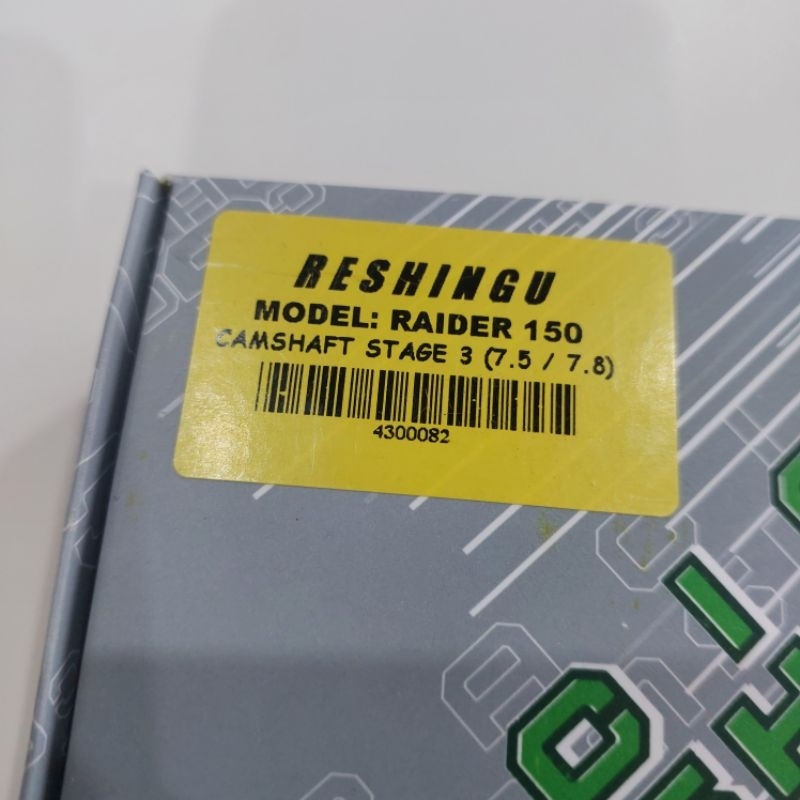 RESHINGU
MODEL: RAIDER 150
CAMSHAFT STAGE 3 (7.5 / 7.8)
4300082